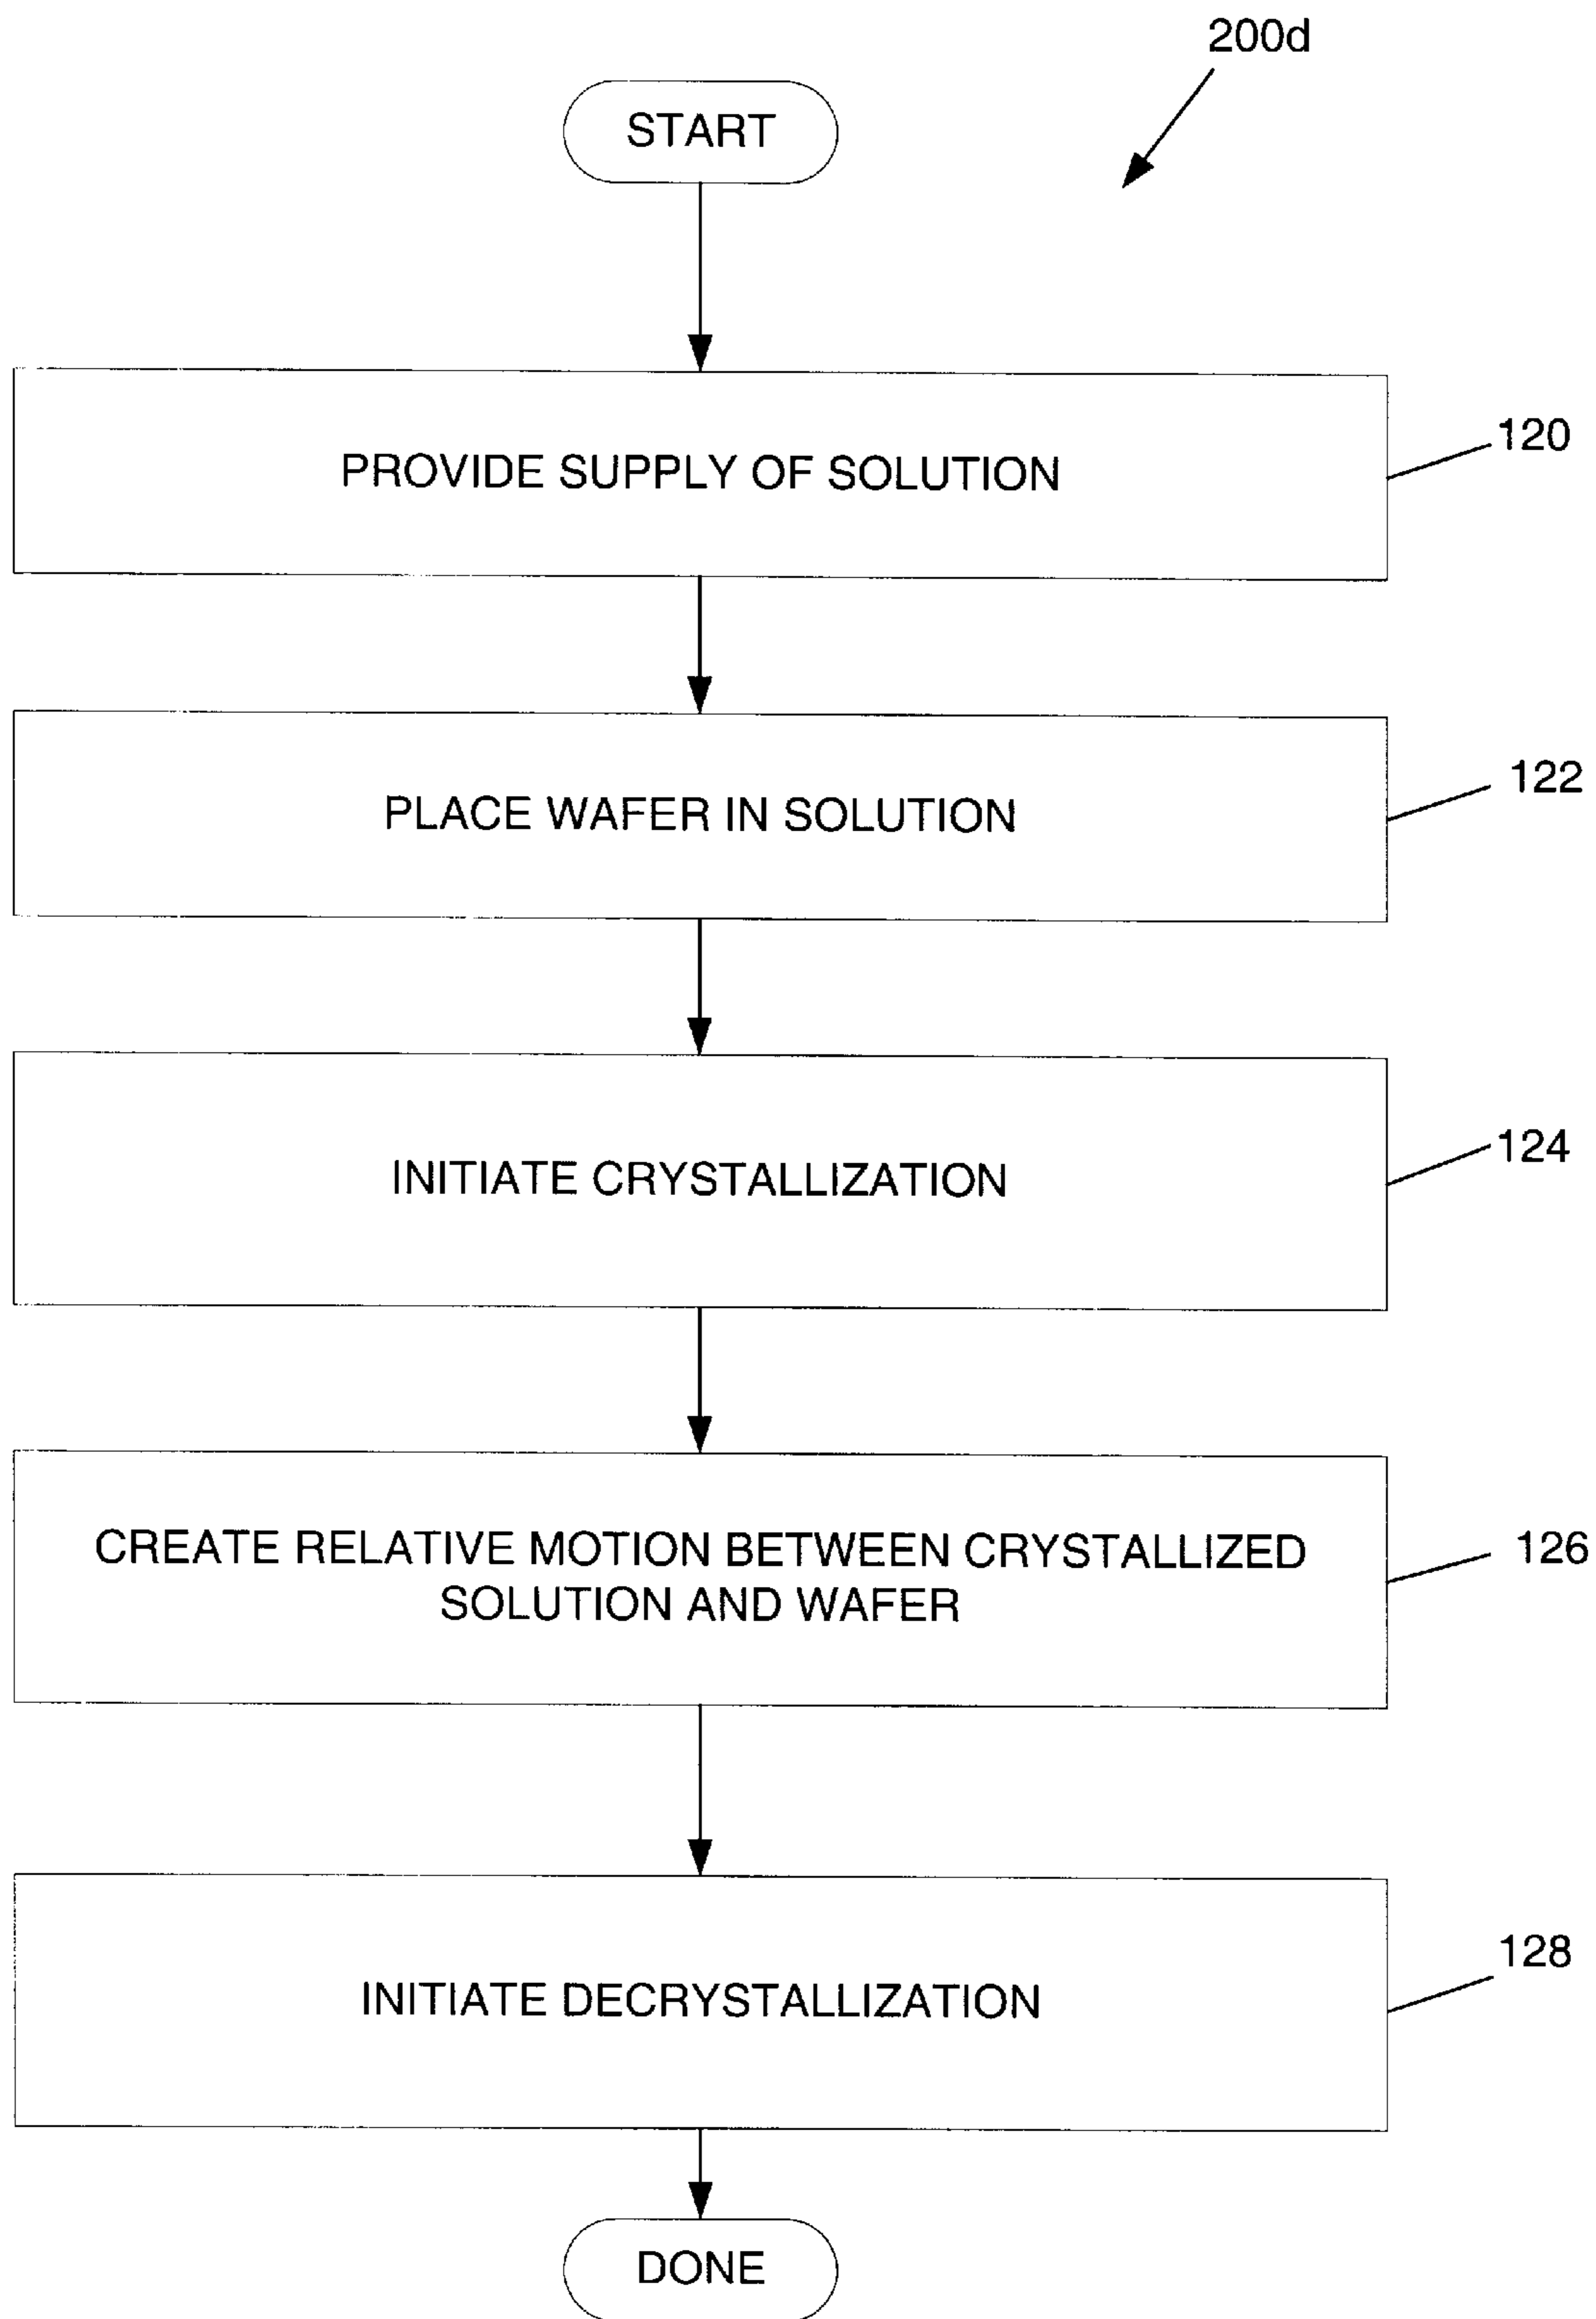 200d
START
PROVIDE SUPPLY OF SOLUTION
120
PLACE WAFER IN SOLUTION
122
INITIATE CRYSTALLIZATION
124
CREATE RELATIVE MOTION BETWEEN CRYSTALLIZED
SOLUTION AND WAFER
126
INITIATE DECRYSTALLIZATION
128
DONE